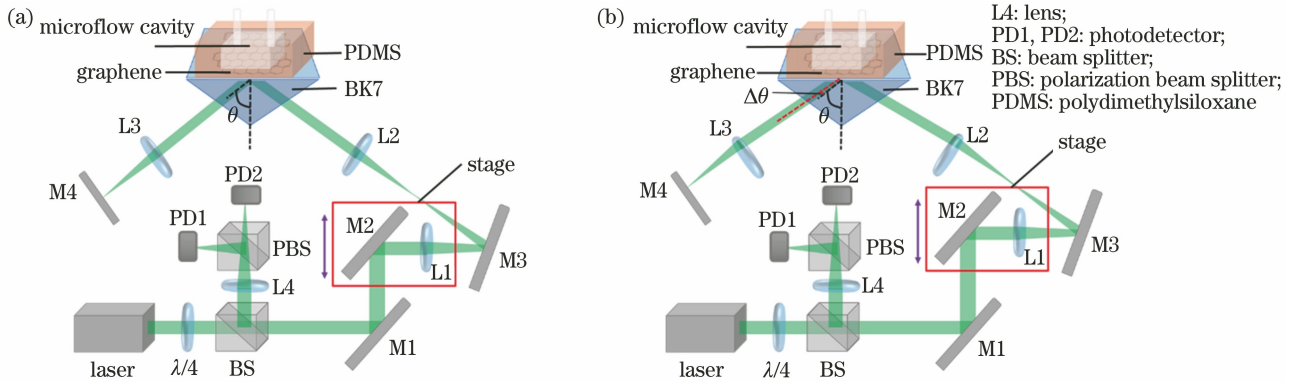 (a)
microflow cavity
PDMS
graphene
BK7
θ
L3
L2
M4
stage
PD2
PD1
M2
PBS
L1
M3
L4
M1
laser
λ/4
BS
(b)
microflow cavity
PDMS
graphene
BK7
Δθ
θ
L3
L2
M4
stage
PD2
PD1
M2
PBS
L1
M3
L4
M1
laser
λ/4
BS
L4: lens;
PD1, PD2: photodetector;
BS: beam splitter;
PBS: polarization beam splitter;
PDMS: polydimethylsiloxane